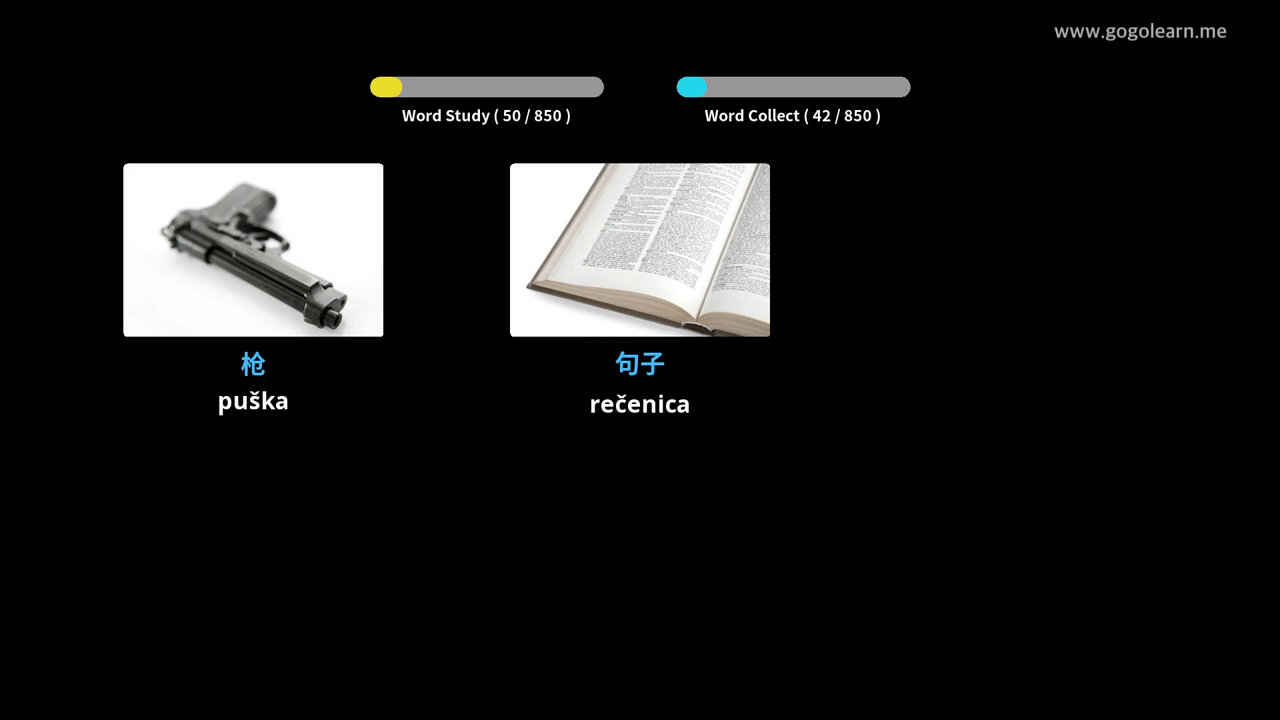 www.gogolearn.me
Word Study ( 50 / 850 )
Word Collect ( 42 / 850 )
枪
puška
句子
rečenica